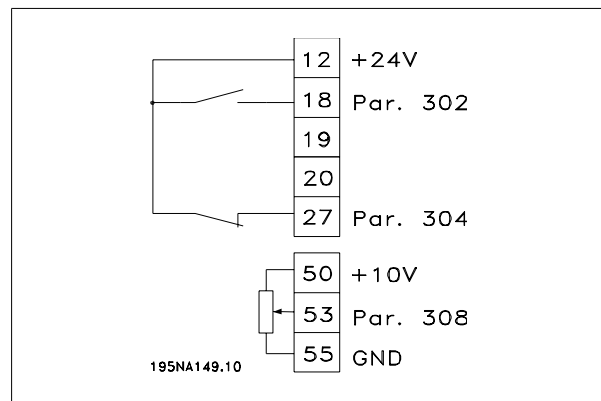 12 +24V
18 Par. 302
19
20
27 Par. 304
50 +10V
53 Par. 308
55 GND
195NA149.10